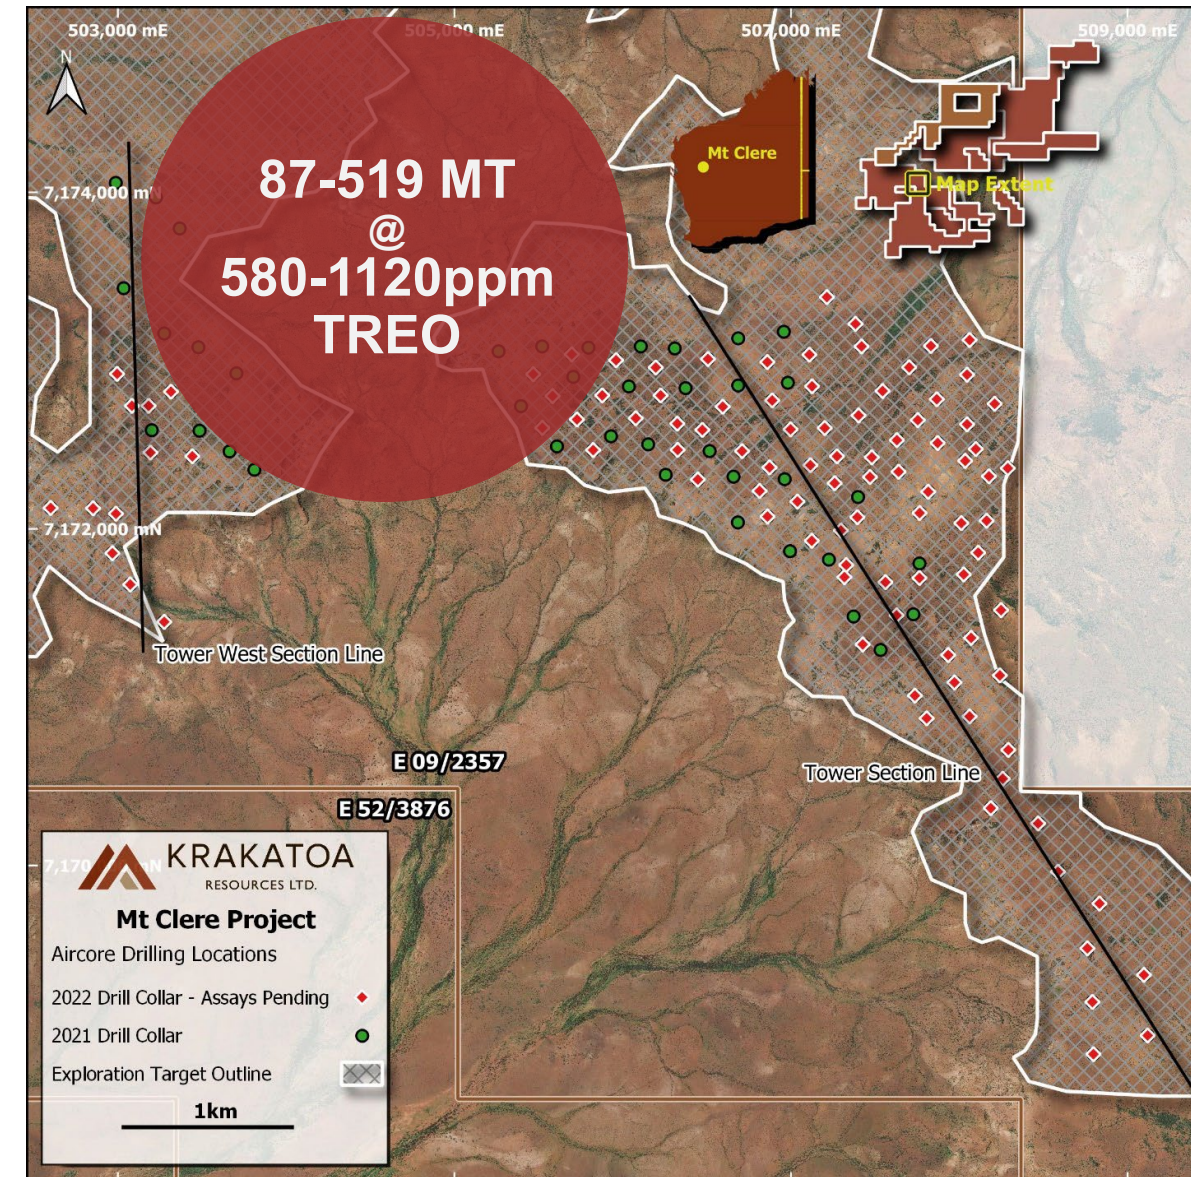 503,000 mE
505,000 mE
507,000 mE
509,000 mE
N
87-519 MT
@
580-1120ppm
TREO
Mt Clere
Map Extent
7,174,000 mN
7,172,000 mN
Tower West Section Line
E 09/2357
E 52/3876
Tower Section Line
KRAKATOA
RESOURCES LTD.
Mt Clere Project
Aircore Drilling Locations
2022 Drill Collar - Assays Pending
2021 Drill Collar
Exploration Target Outline
1km